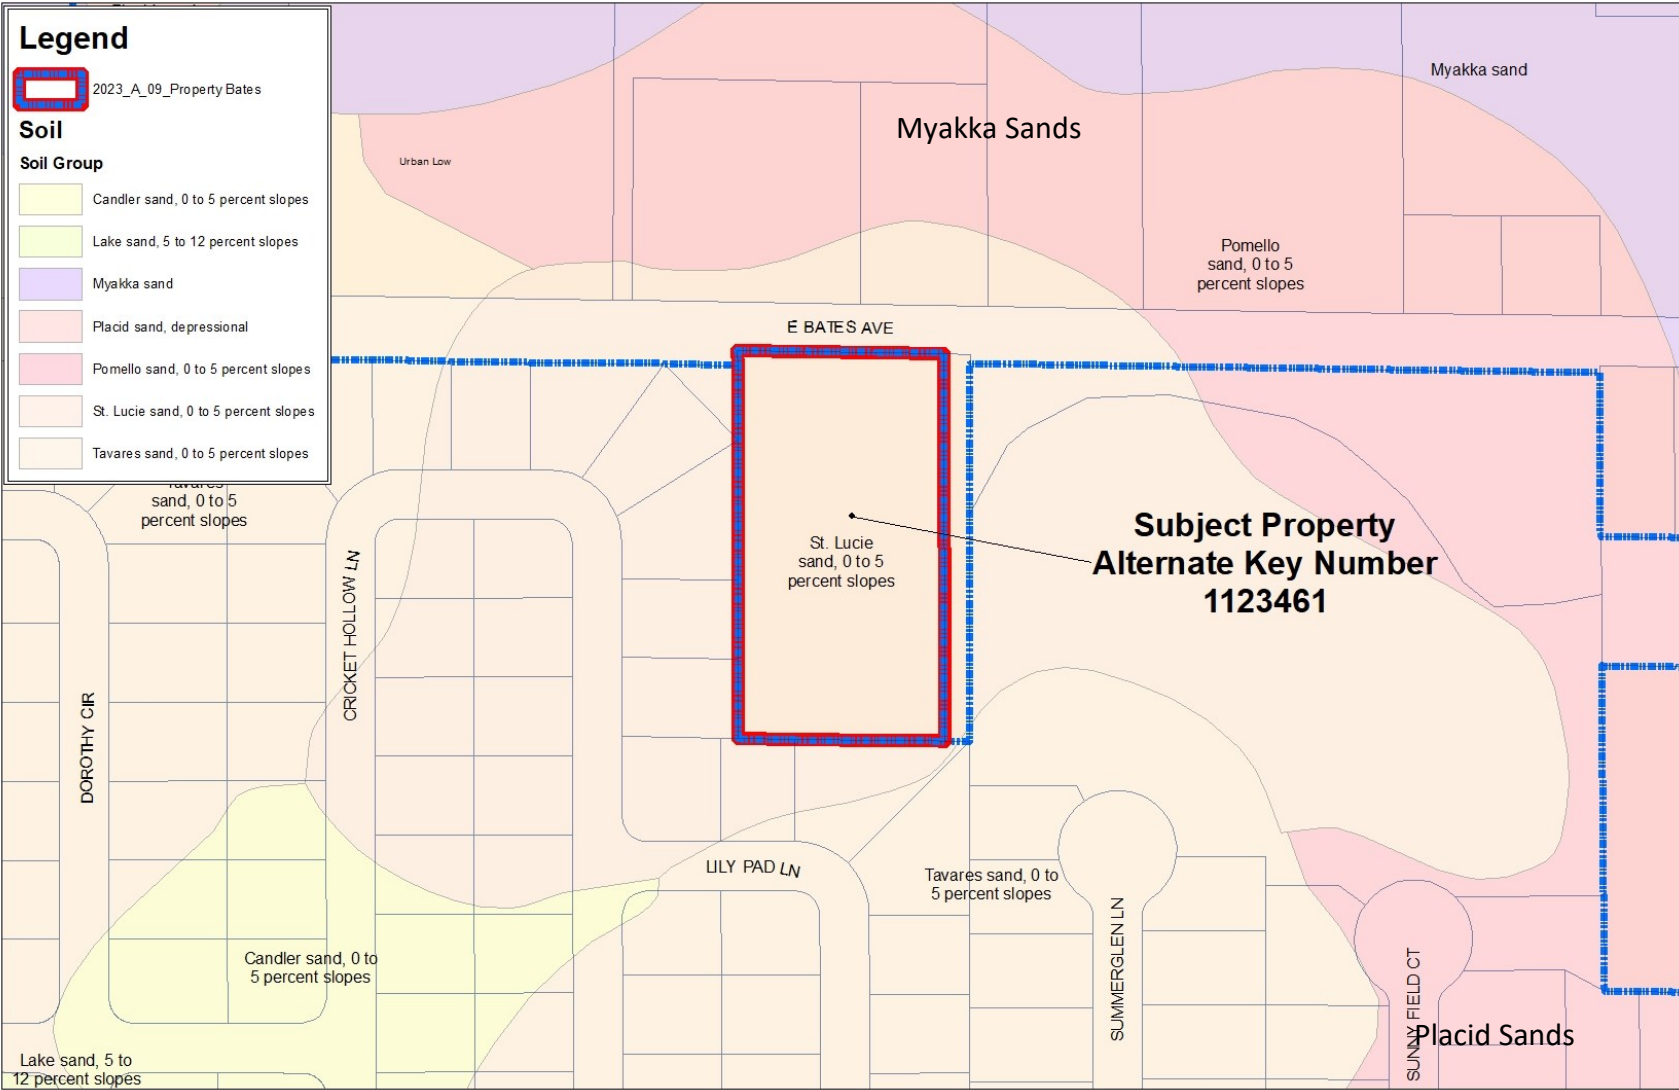 Legend
2023_A_09_Property Bates
Soil
Soil Group
Candler sand, 0 to 5 percent slopes
Lake sand, 5 to 12 percent slopes
Myakka sand
Placid sand, depressional
Pomello sand, 0 to 5 percent slopes
St. Lucie sand, 0 to 5 percent slopes
Tavares sand, 0 to 5 percent slopes
Myakka sand
Myakka Sands
Urban Low
Pomello
sand, 0 to 5
percent slopes
E BATES AVE
Tavares
sand, 0 to 5
percent slopes
Subject Property
Alternate Key Number
1123461
St. Lucie
sand, 0 to 5
percent slopes
CRICKET HOLLOW LN
DOROTHY CIR
LILY PAD LN
Tavares sand, 0 to
5 percent slopes
SUMMERGLEN LN
Candler sand, 0 to
5 percent slopes
SUNNY FIELD CT
Placid Sands
Lake sand, 5 to
12 percent slopes